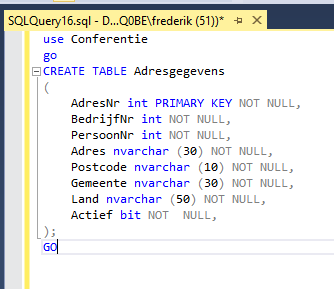 SQLQuery16.sql - D...Q0BE\frederik (51))*
use Conferentie
go
CREATE TABLE Adresgegevens
(
AdresNr int PRIMARY KEY NOT NULL,
BedrijfNr int NOT NULL,
PersoonNr int NOT NULL,
Adres nvarchar (30) NOT NULL,
Postcode nvarchar (10) NOT NULL,
Gemeente nvarchar (30) NOT NULL,
Land nvarchar (50) NOT NULL,
Actief bit NOT  NULL,
);
GO